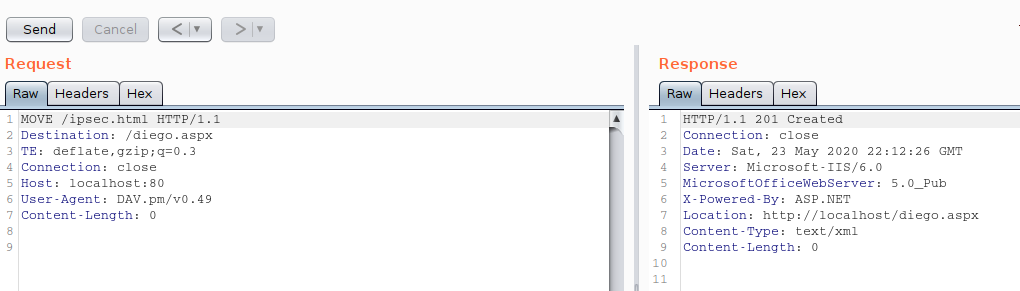 Send Cancel < ▼ > ▼
Request
Raw Headers Hex
1 MOVE /ipsec.html HTTP/1.1
2 Destination: /diego.aspx
3 TE: deflate,gzip;q=0.3
4 Connection: close
5 Host: localhost:80
6 User-Agent: DAV.pm/v0.49
7 Content-Length: 0
8
9
Response
Raw Headers Hex
1 HTTP/1.1 201 Created
2 Connection: close
3 Date: Sat, 23 May 2020 22:12:26 GMT
4 Server: Microsoft-IIS/6.0
5 MicrosoftOfficeWebServer: 5.0_Pub
6 X-Powered-By: ASP.NET
7 Location: http://localhost/diego.aspx
8 Content-Type: text/xml
9 Content-Length: 0
10
11